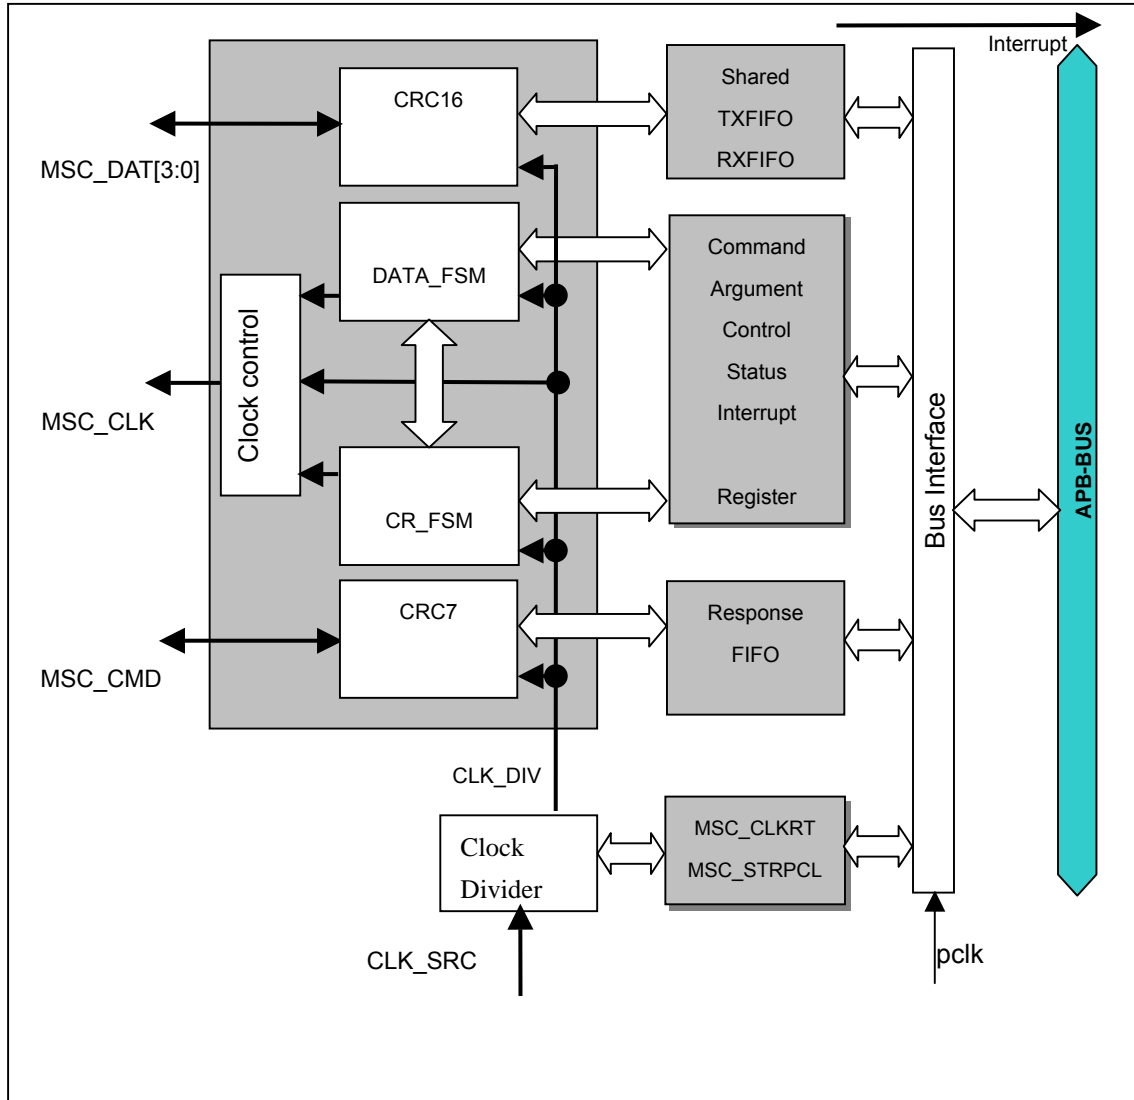 Interrupt
CRC16
Shared
TXFIFO
RXFIFO
MSC_DAT[3:0]
DATA_FSM
Command
Argument
Control
Status
Interrupt
Register
Clock control
MSC_CLK
CR_FSM
Bus Interface
APB-BUS
CRC7
Response
FIFO
MSC_CMD
CLK_DIV
Clock
Divider
MSC_CLKRT
MSC_STRPCL
CLK_SRC
pclk